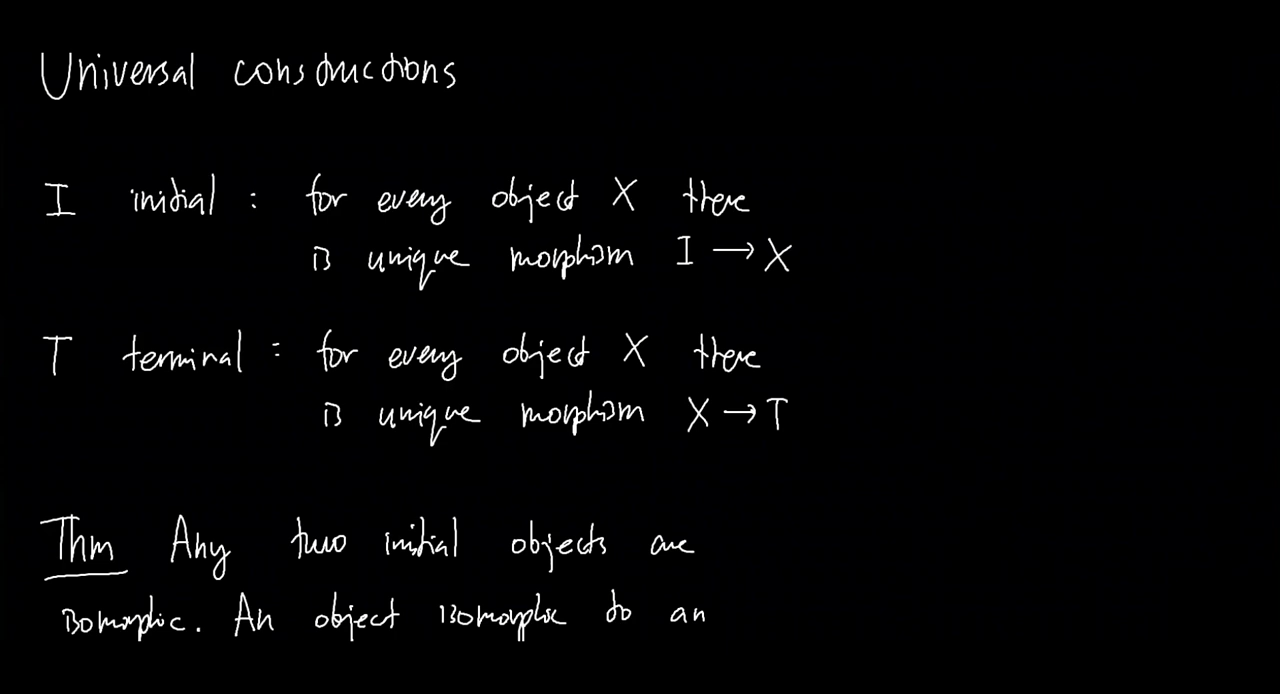 Universal constructions
I initial : for every object X there
is unique morphism I → X
T terminal : for every object X there
is unique morphism X → T
Thm Any two initial objects are
isomorphic. An object isomorphic to an